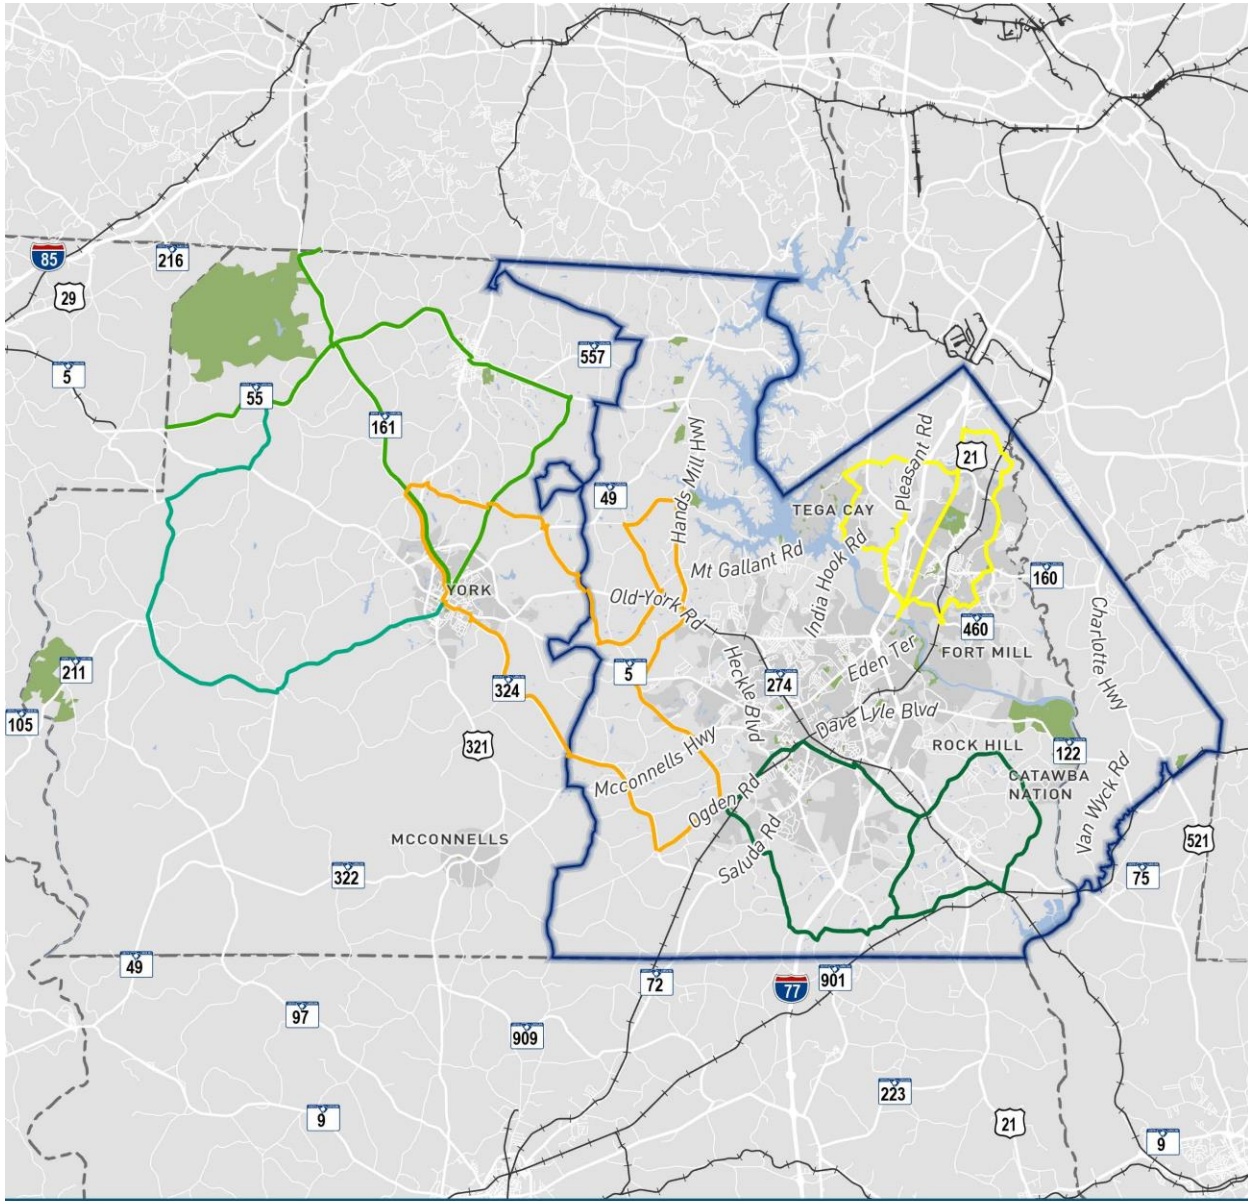 85
216
29
5
55
161
557
49
Hands Mill Hwy
Pleasant Rd
21
TEGA CAY
Mt Gallant Rd
India Hook Rd
160
YORK
Old-York Rd
Charlotte Hwy
460
FORT MILL
Eden Ter
211
5
324
Heckle Blvd
274
105
Dave Lyle Blvd
321
ROCK HILL
122
Mcconnells Hwy
CATAWBA
NATION
Ogden Rd
Van Wyck Rd
MCCONNELLS
Saluda Rd
521
322
75
49
72
77
901
97
909
223
9
21
9